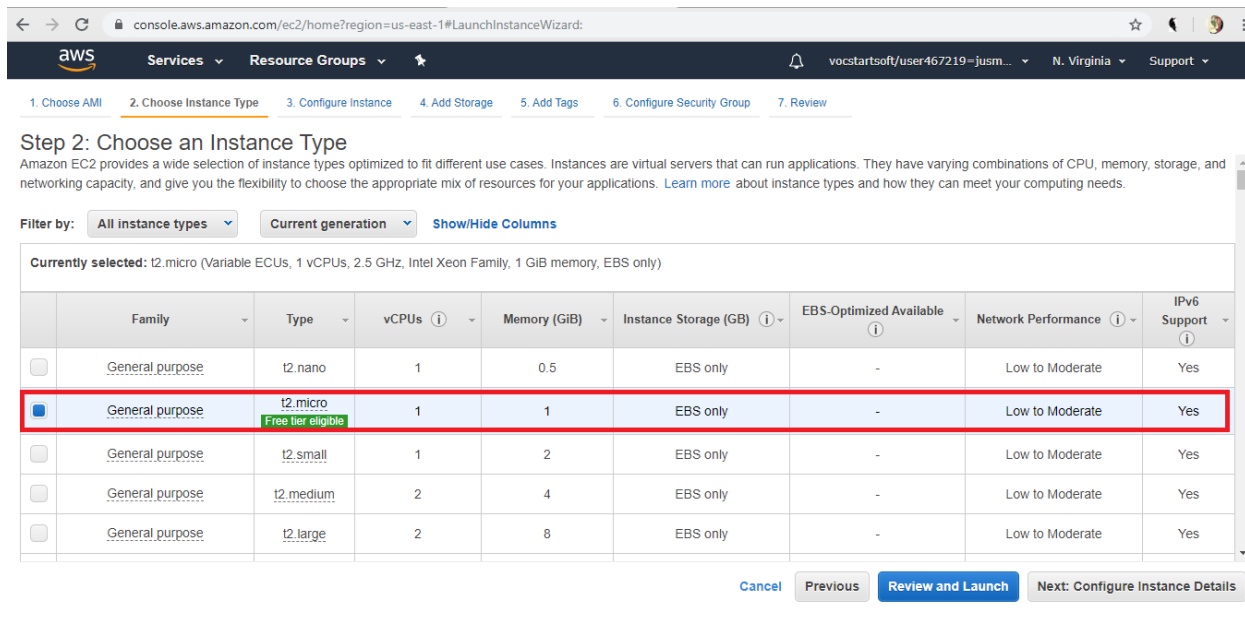 console.aws.amazon.com/ec2/home?region=us-east-1#LaunchInstanceWizard:
aws Services Resource Groups vocstartsoft/user467219=jusm... N. Virginia Support
1. Choose AMI 2. Choose Instance Type 3. Configure Instance 4. Add Storage 5. Add Tags 6. Configure Security Group 7. Review
Step 2: Choose an Instance Type
Amazon EC2 provides a wide selection of instance types optimized to fit different use cases. Instances are virtual servers that can run applications. They have varying combinations of CPU, memory, storage, and
networking capacity, and give you the flexibility to choose the appropriate mix of resources for your applications. Learn more about instance types and how they can meet your computing needs.
Filter by: All instance types Current generation Show/Hide Columns
Currently selected: t2.micro (Variable ECUs, 1 vCPUs, 2.5 GHz, Intel Xeon Family, 1 GiB memory, EBS only)
Family Type vCPUs i Memory (GiB) Instance Storage (GB) i EBS-Optimized Available i Network Performance i IPv6 Support i
General purpose t2.nano 1 0.5 EBS only - Low to Moderate Yes
General purpose t2.micro 1 1 EBS only - Low to Moderate Yes
Free tier eligible
General purpose t2.small 1 2 EBS only - Low to Moderate Yes
General purpose t2.medium 2 4 EBS only - Low to Moderate Yes
General purpose t2.large 2 8 EBS only - Low to Moderate Yes
Cancel Previous Review and Launch Next: Configure Instance Details